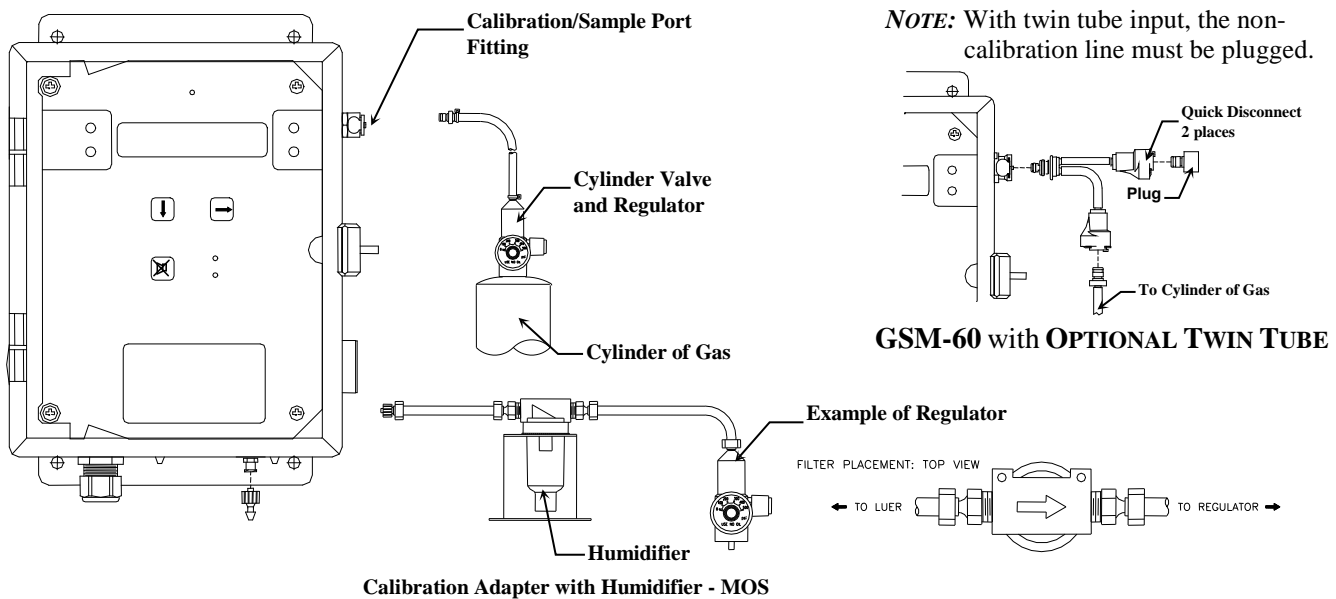 Calibration/Sample Port
Fitting
NOTE: With twin tube input, the non-
calibration line must be plugged.
Quick Disconnect
2 places
Plug
To Cylinder of Gas
GSM-60 with OPTIONAL TWIN TUBE
Cylinder Valve
and Regulator
Cylinder of Gas
Example of Regulator
FILTER PLACEMENT: TOP VIEW
TO LUER
TO REGULATOR
Humidifier
Calibration Adapter with Humidifier - MOS